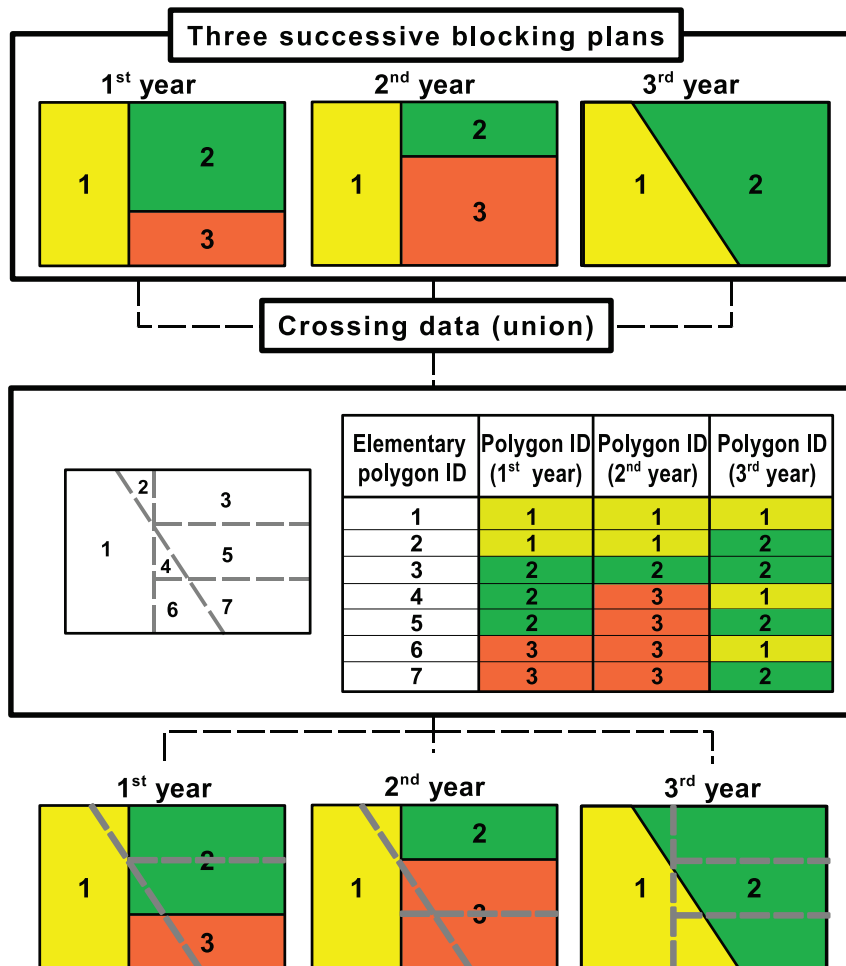 Three successive blocking plans
1st year 2nd year 3rd year
1 2 3 1 2 3 1 2
Crossing data (union)
Elementary polygon ID Polygon ID (1st year) Polygon ID (2nd year) Polygon ID (3rd year)
1 1 1 1
2 1 1 2
3 2 2 2
4 2 3 1
5 2 3 2
6 3 3 1
7 3 3 2
1 2 3 4 5 6 7
1st year 2nd year 3rd year
1 2 3 1 2 3 1 2